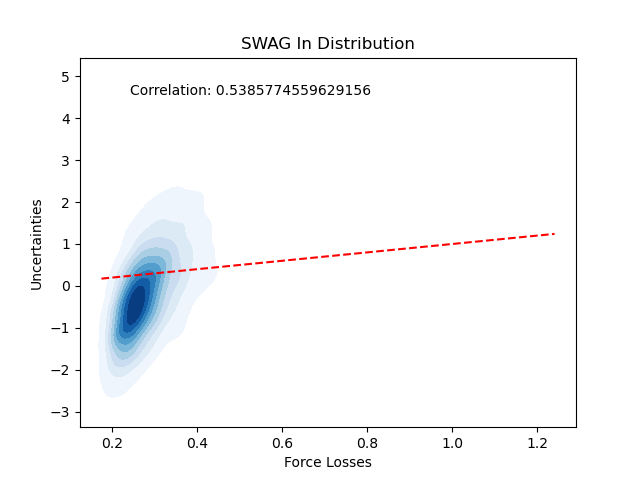 SWAG In Distribution
Correlation: 0.5385774559629156
Uncertainties
5
4
3
2
1
0
−1
−2
−3
0.2 0.4 0.6 0.8 1.0 1.2
Force Losses